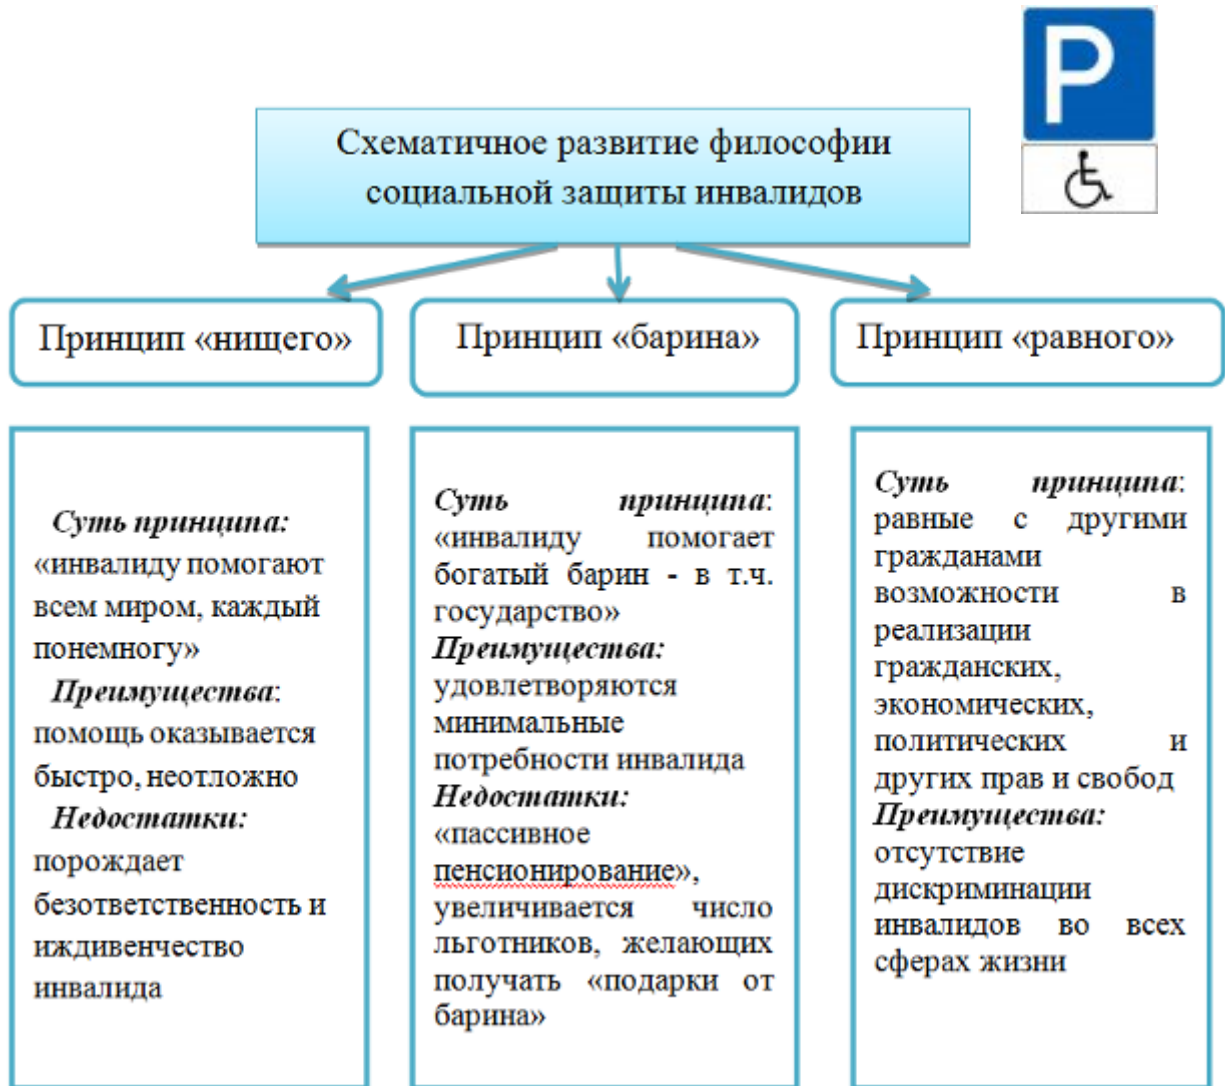 P
Схематичное развитие философии
социальной защиты инвалидов
Принцип «нищего»
Принцип «барина»
Принцип «равного»
Суть принципа:
«инвалиду помогают
всем миром, каждый
понемногу»
Преимущества:
помощь оказывается
быстро, неотложно
Недостатки:
порождает
безответственность и
иждивенчество
инвалида
Суть принципа:
«инвалиду помогает
богатый барин - в т.ч.
государство»
Преимущества:
удовлетворяются
минимальные
потребности инвалида
Недостатки:
«пассивное
пенсионирование»,
увеличивается число
льготников, желающих
получать «подарки от
барина»
Суть принципа:
равные с другими
гражданами
возможности в
реализации
гражданских,
экономических,
политических и
других прав и свобод
Преимущества:
отсутствие
дискриминации
инвалидов во всех
сферах жизни